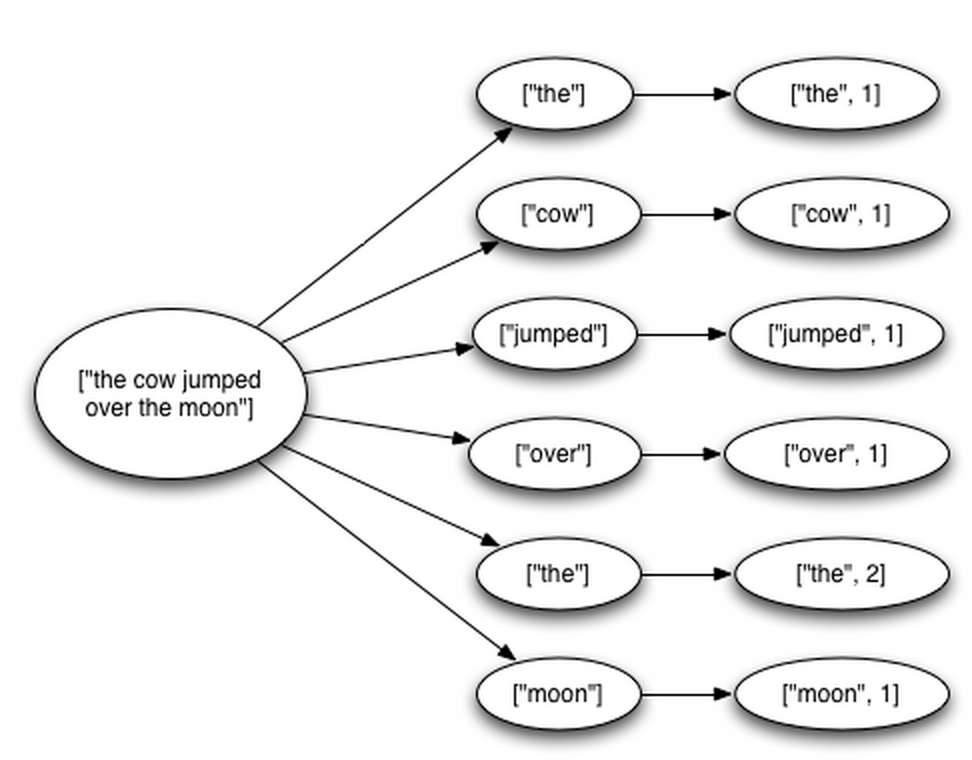 ["the"]
["the", 1]
["cow"]
["cow", 1]
["jumped"]
["jumped", 1]
["the cow jumped
over the moon"]
["over"]
["over", 1]
["the"]
["the", 2]
["moon"]
["moon", 1]